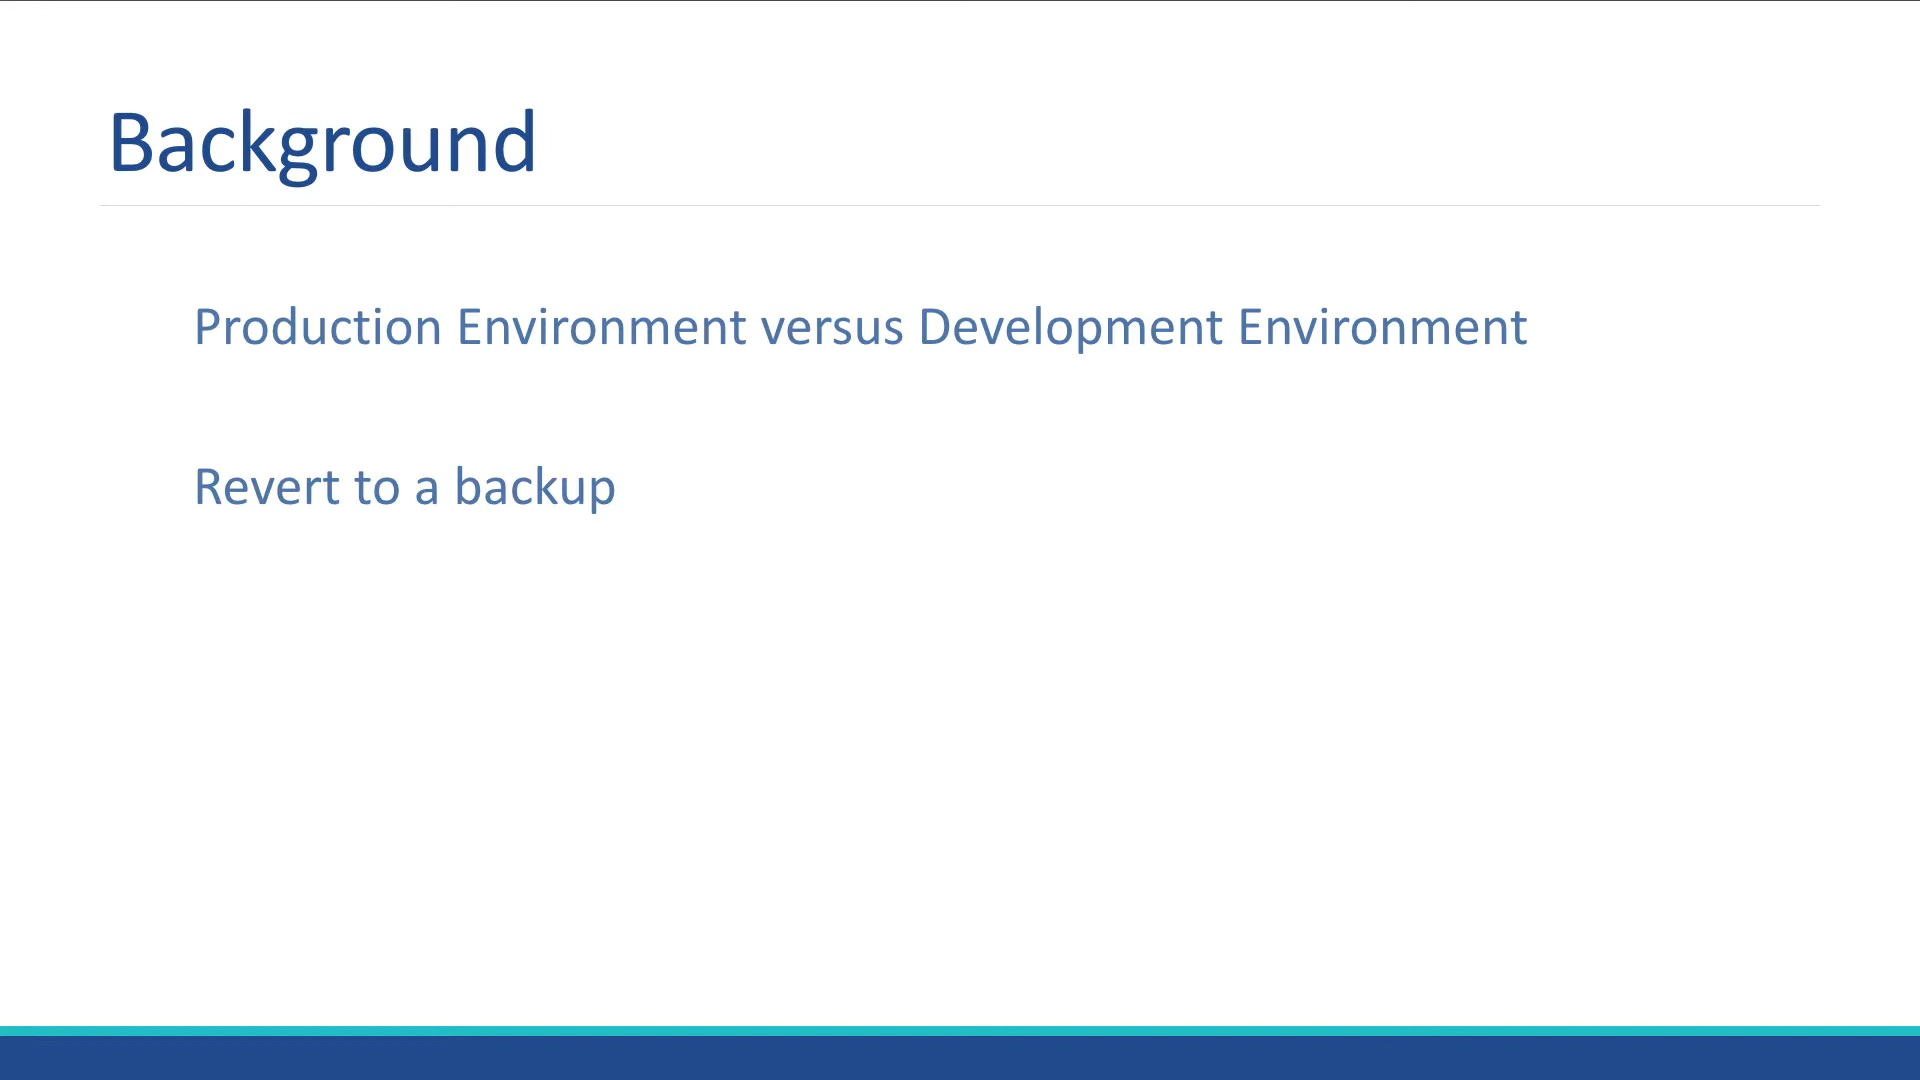 Background
Production Environment versus Development Environment
Revert to a backup